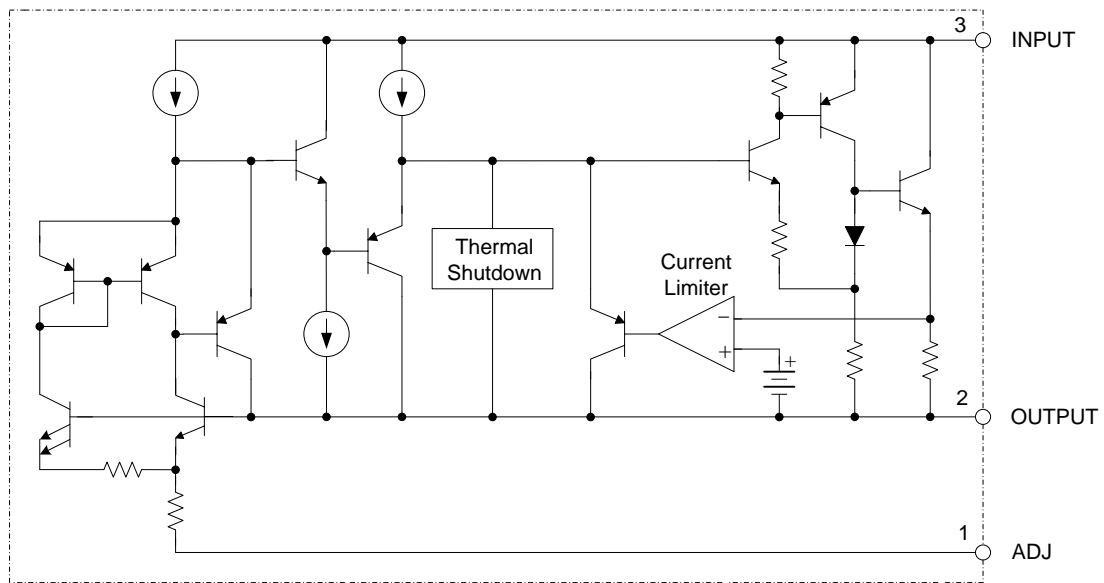 3
INPUT
Thermal
Shutdown
Current
Limiter
−
+
+
2
OUTPUT
1
ADJ